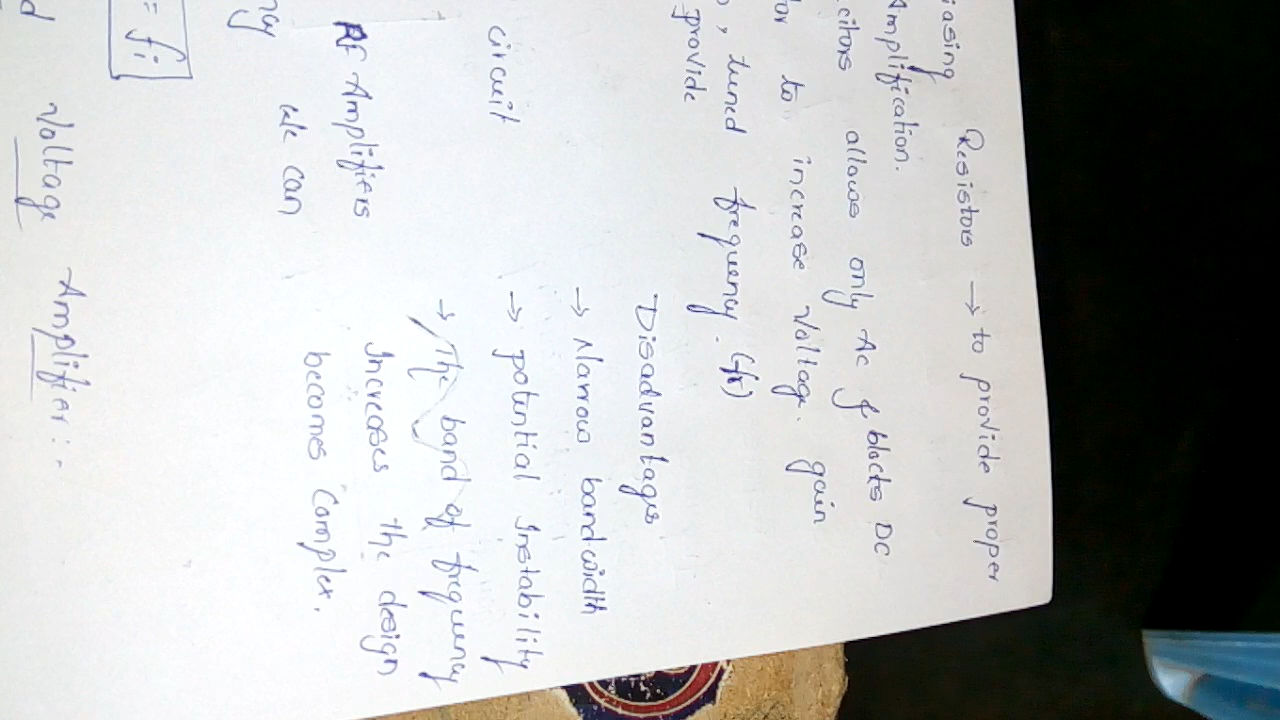 Resistors → to provide proper
iasing
Amplification.
citors allows only Ac & blocks DC
for to increase Voltage gain
, tuned frequency. (fr)
provide
Disadvantages
→ Narrow bandwidth
circuit → potential Instability
→ The band of frequency
RF Amplifiers Increases the design
we can becomes complex.
= fi
Voltage Amplifier :-